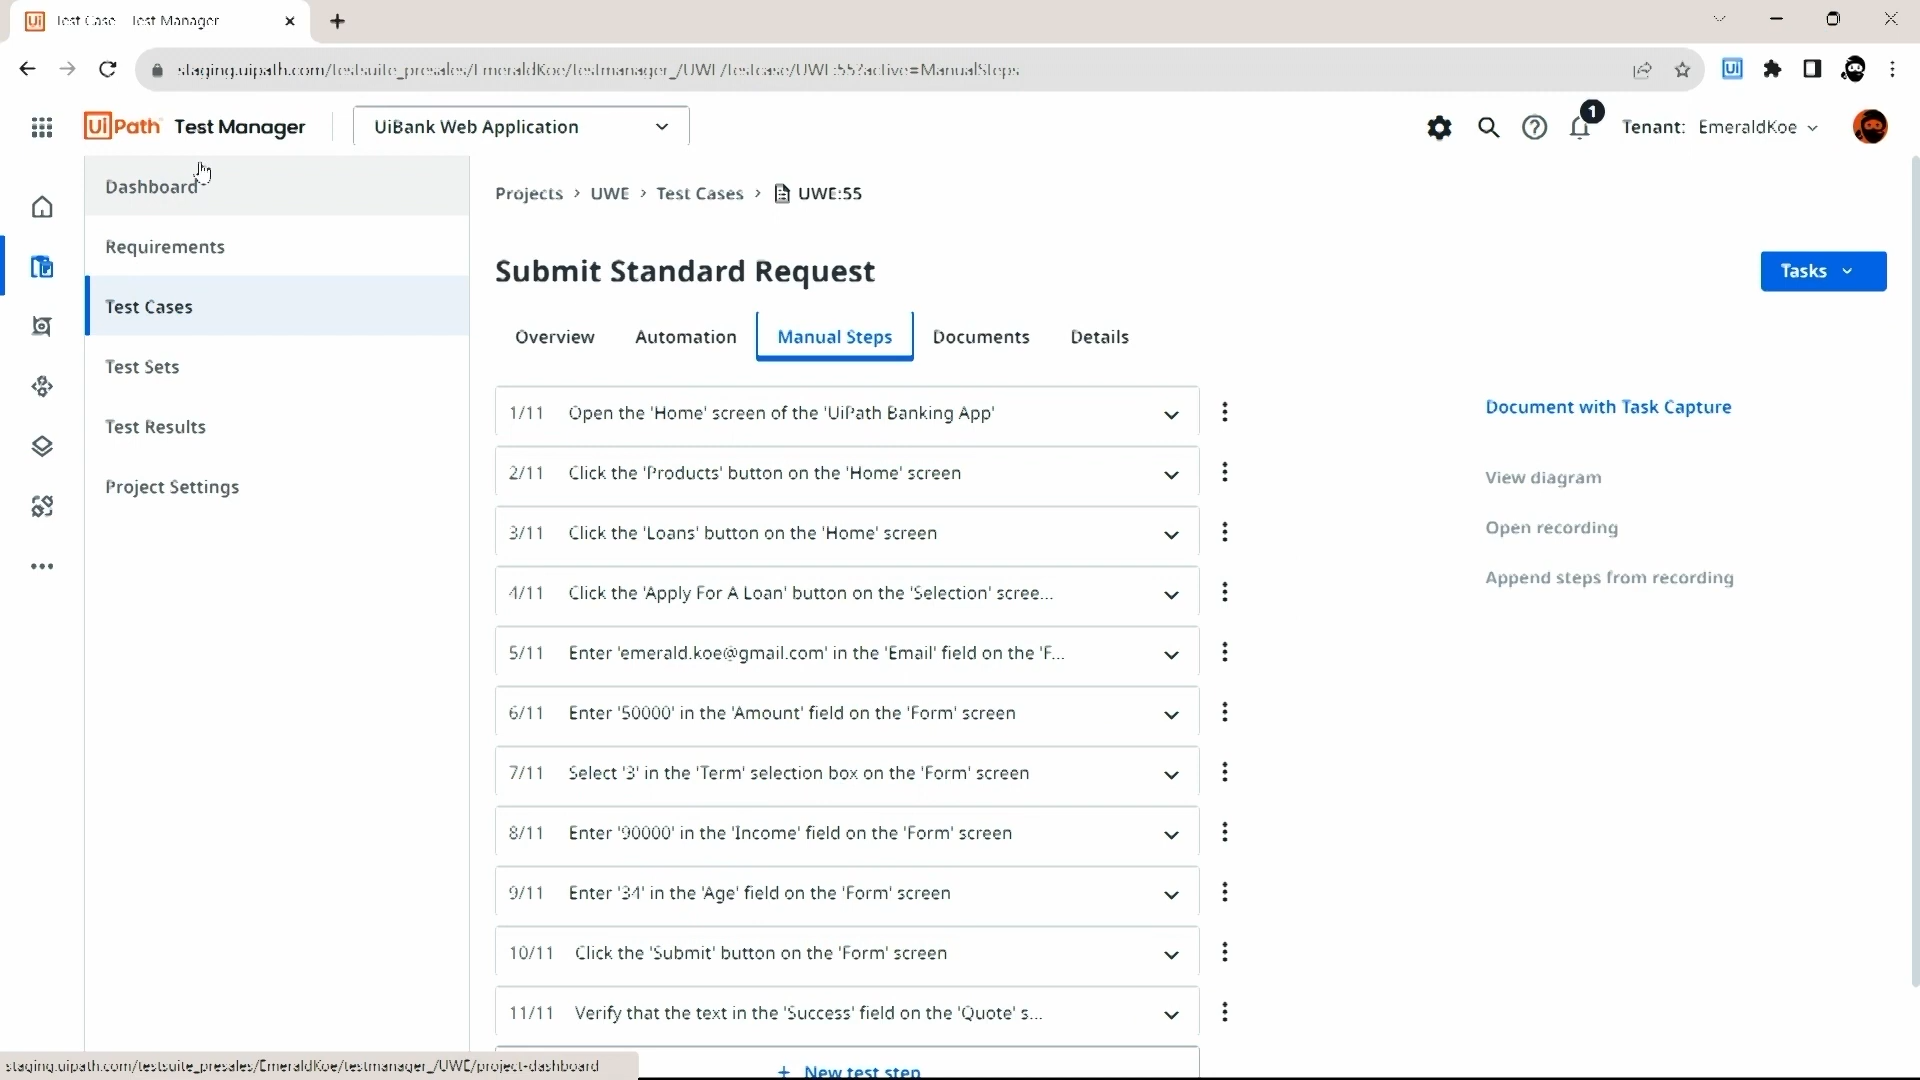 Test Case - Test Manager
staging.uipath.com/testsuite_presales/EmeraldKoe/testmanager_/UWE/testcase/UWE:55?active=ManualSteps
UiPath Test Manager
UiBank Web Application
1
Tenant: EmeraldKoe
Dashboard
Requirements
Test Cases
Test Sets
Test Results
Project Settings
Projects > UWE > Test Cases > UWE:55
Submit Standard Request
Tasks
Overview Automation Manual Steps Documents Details
1/11 Open the 'Home' screen of the 'UiPath Banking App'
2/11 Click the 'Products' button on the 'Home' screen
3/11 Click the 'Loans' button on the 'Home' screen
4/11 Click the 'Apply For A Loan' button on the 'Selection' scree...
5/11 Enter 'emerald.koe@gmail.com' in the 'Email' field on the 'F...
6/11 Enter '50000' in the 'Amount' field on the 'Form' screen
7/11 Select '3' in the 'Term' selection box on the 'Form' screen
8/11 Enter '90000' in the 'Income' field on the 'Form' screen
9/11 Enter '34' in the 'Age' field on the 'Form' screen
10/11 Click the 'Submit' button on the 'Form' screen
11/11 Verify that the text in the 'Success' field on the 'Quote' s...
+ New test step
Document with Task Capture
View diagram
Open recording
Append steps from recording
staging.uipath.com/testsuite_presales/EmeraldKoe/testmanager_/UWE/project-dashboard